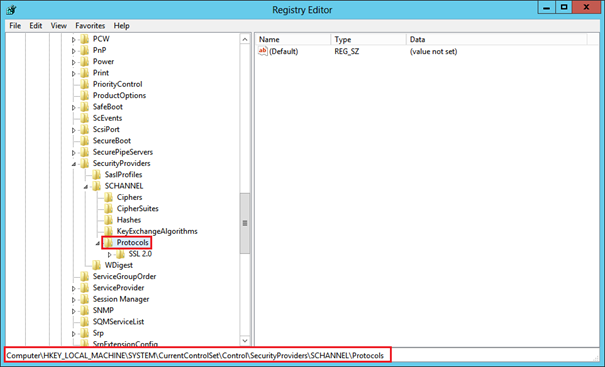 Registry Editor
File Edit View Favorites Help
PCW
PnP
Power
Print
PriorityControl
ProductOptions
SafeBoot
ScEvents
ScsiPort
SecureBoot
SecurePipeServers
SecurityProviders
SaslProfiles
SCHANNEL
Ciphers
CipherSuites
Hashes
KeyExchangeAlgorithms
Protocols
SSL 2.0
WDigest
ServiceGroupOrder
ServiceProvider
Session Manager
SNMP
SQMServiceList
Srp
SrpExtensionConfig
Name Type Data
ab (Default) REG_SZ (value not set)
Computer\HKEY_LOCAL_MACHINE\SYSTEM\CurrentControlSet\Control\SecurityProviders\SCHANNEL\Protocols